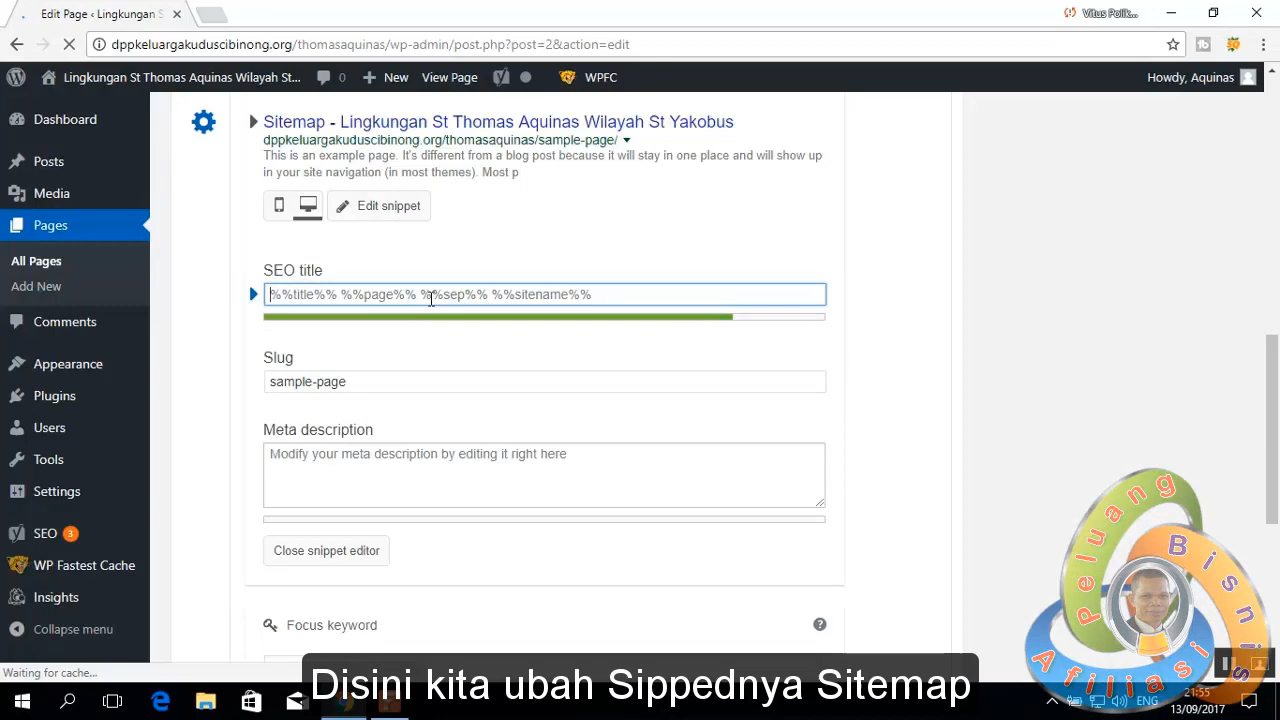 Edit Page ‹ Lingkungan S
Vitus Polik...
dppkeluargakuduscibinong.org/thomasaquinas/wp-admin/post.php?post=2&action=edit
Lingkungan St Thomas Aquinas Wilayah St... 0 New View Page WPFC Howdy, Aquinas
Dashboard
Posts
Media
Pages
All Pages
Add New
Comments
Appearance
Plugins
Users
Tools
Settings
SEO 3
WP Fastest Cache
Insights
Collapse menu
Sitemap - Lingkungan St Thomas Aquinas Wilayah St Yakobus
dppkeluargakuduscibinong.org/thomasaquinas/sample-page/
This is an example page. It's different from a blog post because it will stay in one place and will show up
in your site navigation (in most themes). Most p
Edit snippet
SEO title
%%title%% %%page%% %%sep%% %%sitename%%
Slug
sample-page
Meta description
Modify your meta description by editing it right here
Close snippet editor
Focus keyword
?
Peluang
Bisnis
Afiliasi
Waiting for cache...
Disini kita ubah Sippednya Sitemap
21:55
13/09/2017